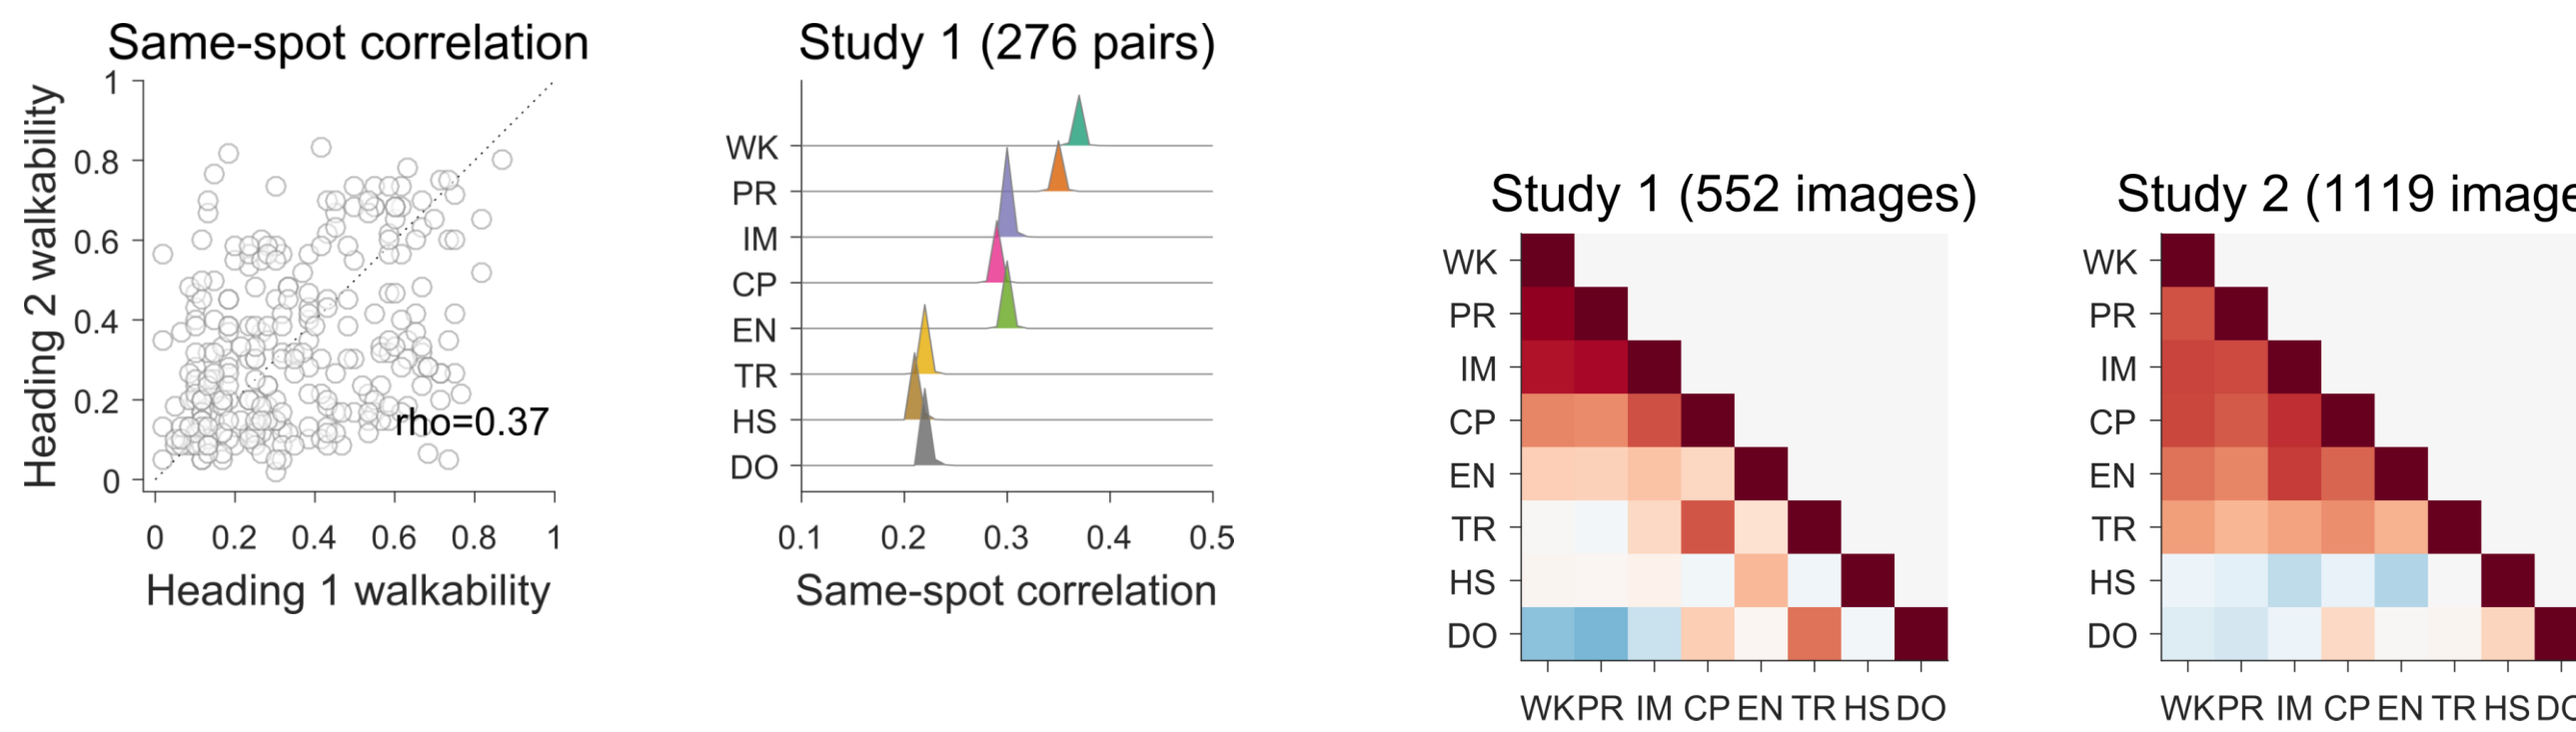 Same-spot correlation
Heading 2 walkability
1
0.8
0.6
0.4
0.2
0
rho=0.37
0 0.2 0.4 0.6 0.8 1
Heading 1 walkability
Study 1 (276 pairs)
WK
PR
IM
CP
EN
TR
HS
DO
0.1 0.2 0.3 0.4 0.5
Same-spot correlation
Study 1 (552 images)
WK
PR
IM
CP
EN
TR
HS
DO
WK PR IM CP EN TR HS DO
Study 2 (1119 image
WK
PR
IM
CP
EN
TR
HS
DO
WK PR IM CP EN TR HS D